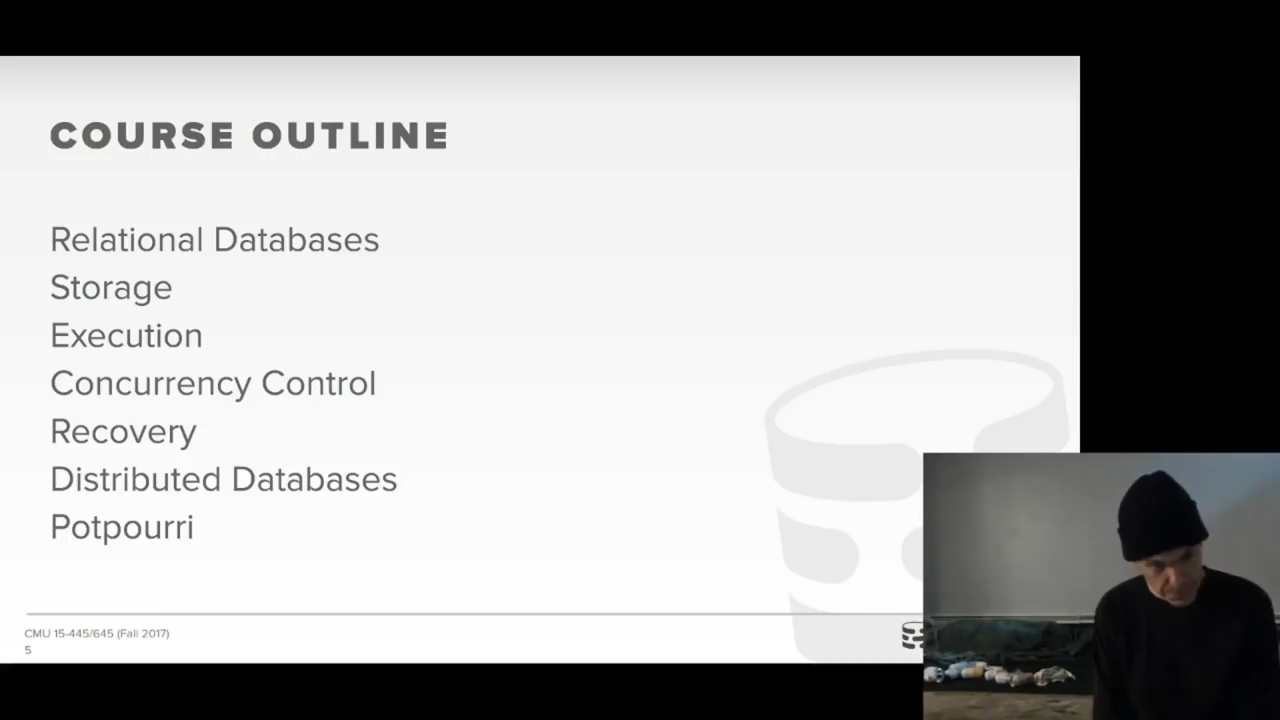 COURSE OUTLINE
Relational Databases
Storage
Execution
Concurrency Control
Recovery
Distributed Databases
Potpourri
CMU 15-445/645 (Fall 2017)
5